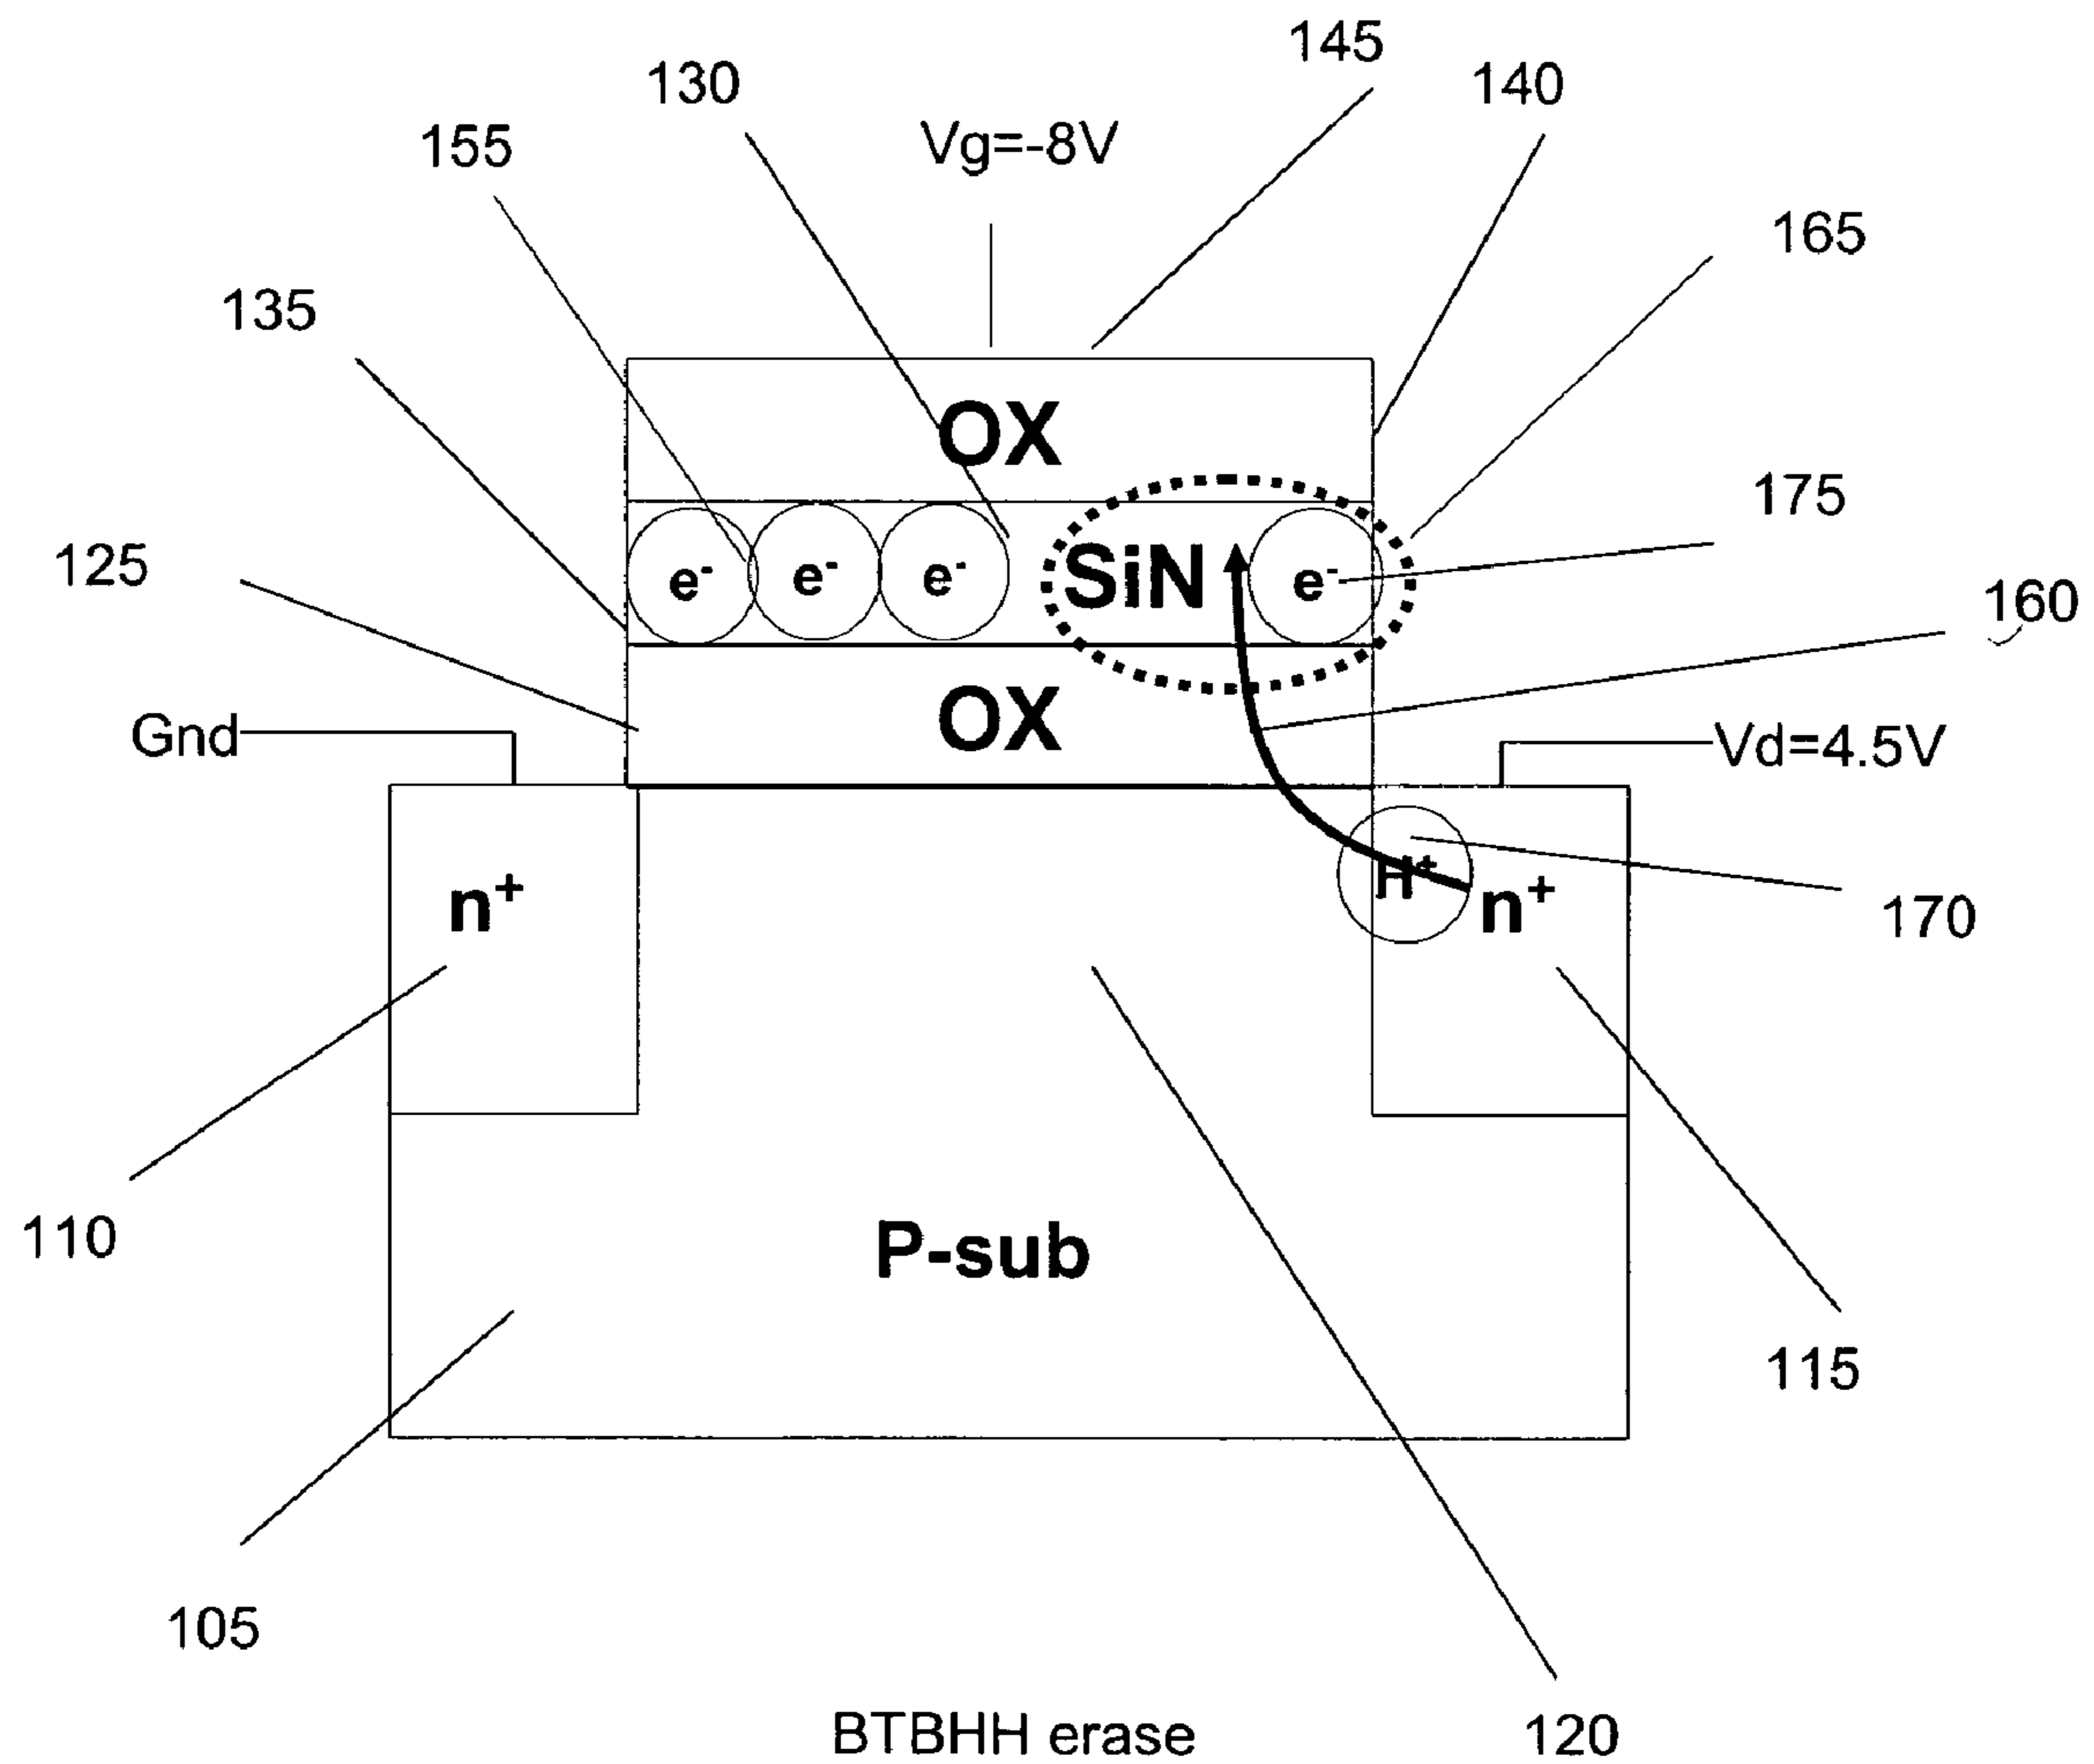 145
130
140
155
Vg=-8V
165
135
OX
175
125
e-
e-
e-
SiN
e-
160
OX
Gnd
Vd=4.5V
n+
H+
n+
170
110
P-sub
115
105
BTBHH erase
120